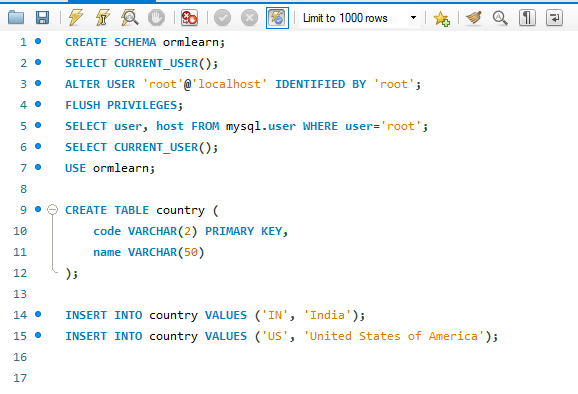 Limit to 1000 rows
1 CREATE SCHEMA ormlearn;
2 SELECT CURRENT_USER();
3 ALTER USER 'root'@'localhost' IDENTIFIED BY 'root';
4 FLUSH PRIVILEGES;
5 SELECT user, host FROM mysql.user WHERE user='root';
6 SELECT CURRENT_USER();
7 USE ormlearn;
8
9 CREATE TABLE country (
10 code VARCHAR(2) PRIMARY KEY,
11 name VARCHAR(50)
12 );
13
14 INSERT INTO country VALUES ('IN', 'India');
15 INSERT INTO country VALUES ('US', 'United States of America');
16
17